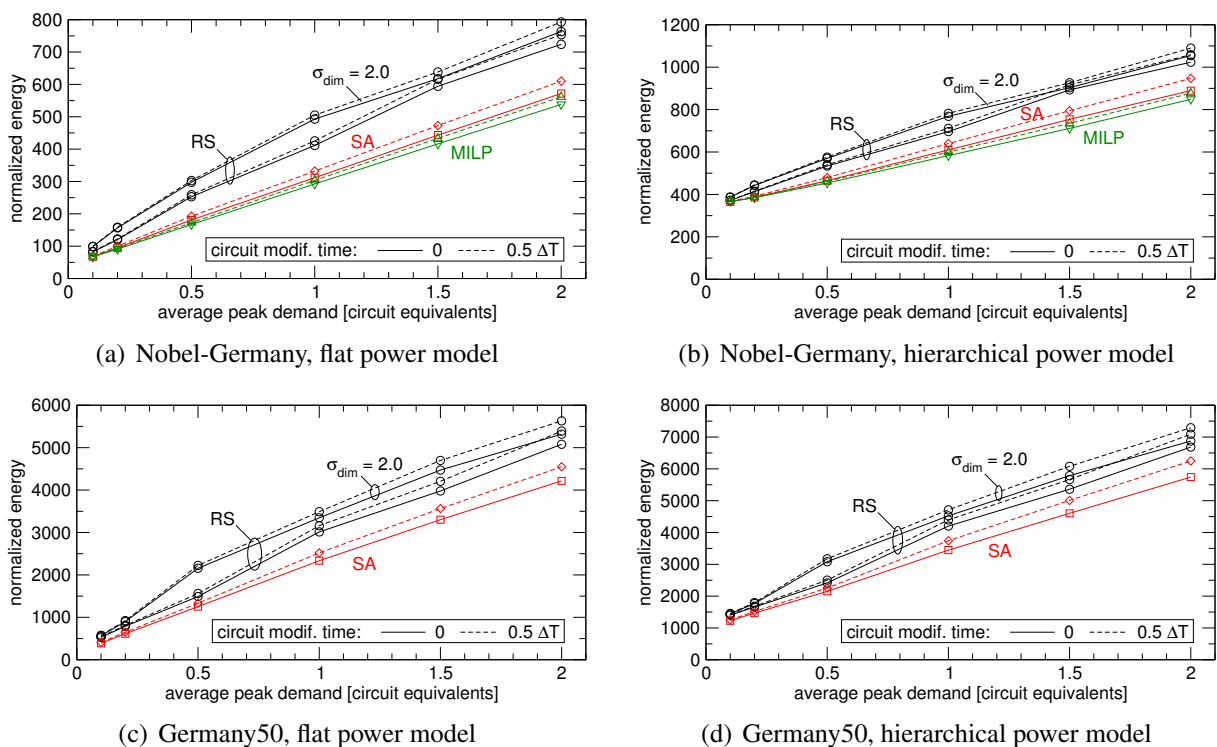 800
700
600
500
400
300
200
100
0
normalized energy
σdim = 2.0
RS
SA
MILP
circuit modif. time: 0 0.5 ΔT
0 0.5 1 1.5 2
average peak demand [circuit equivalents]
(a) Nobel-Germany, flat power model
1200
1000
800
600
400
200
0
normalized energy
σdim = 2.0
RS
SA
MILP
circuit modif. time: 0 0.5 ΔT
0 0.5 1 1.5 2
average peak demand [circuit equivalents]
(b) Nobel-Germany, hierarchical power model
6000
5000
4000
3000
2000
1000
0
normalized energy
σdim = 2.0
RS
SA
circuit modif. time: 0 0.5 ΔT
0 0.5 1 1.5 2
average peak demand [circuit equivalents]
(c) Germany50, flat power model
8000
7000
6000
5000
4000
3000
2000
1000
0
normalized energy
σdim = 2.0
RS
SA
circuit modif. time: 0 0.5 ΔT
0 0.5 1 1.5 2
average peak demand [circuit equivalents]
(d) Germany50, hierarchical power model